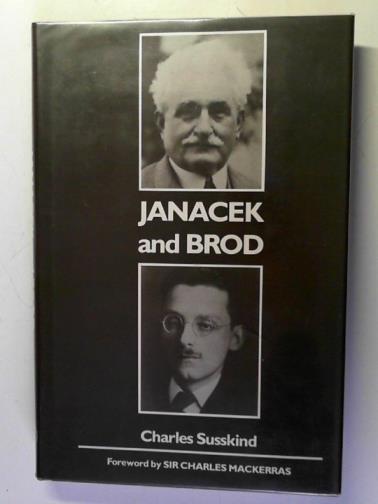 JANACEK
and BROD
Charles Susskind
Foreword by SIR CHARLES MACKERRAS